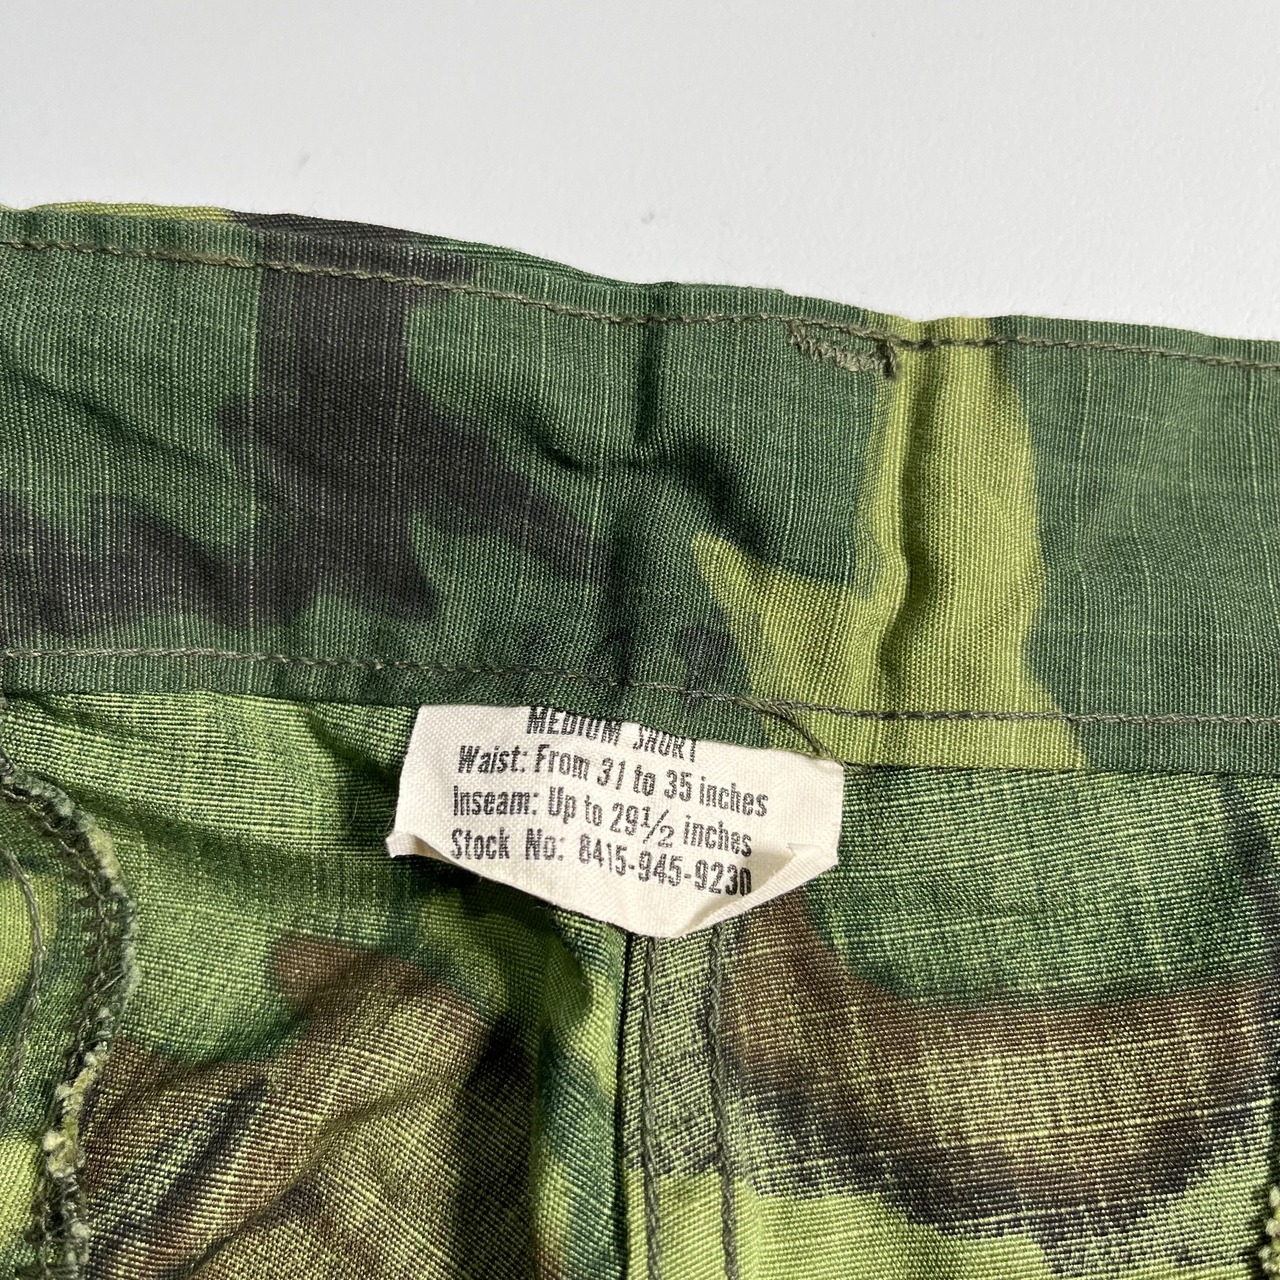 MEDIUM SHORT
Waist: From 31 to 35 inches
Inseam: Up to 29½ inches
Stock No: 8415-945-9230